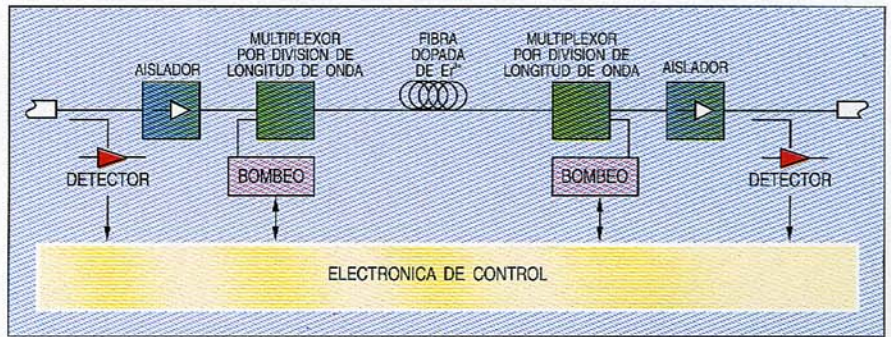 AISLADOR
MULTIPLEXOR
POR DIVISION DE
LONGITUD DE ONDA
FIBRA
DOPADA
DE Er³⁺
MULTIPLEXOR
POR DIVISION DE
LONGITUD DE ONDA
AISLADOR
DETECTOR
BOMBEO
BOMBEO
DETECTOR
ELECTRONICA DE CONTROL